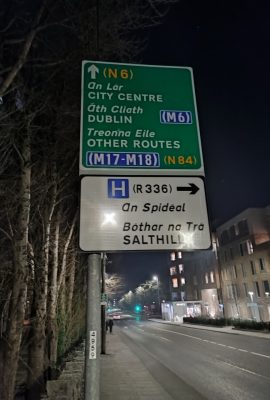 (N6)
An Lár
CITY CENTRE
Áth Cliath
DUBLIN (M6)
Treonna Eile
OTHER ROUTES
(M17-M18) (N84)
H (R336)
An Spidéal
Bóthar na Trá
SALTHILL